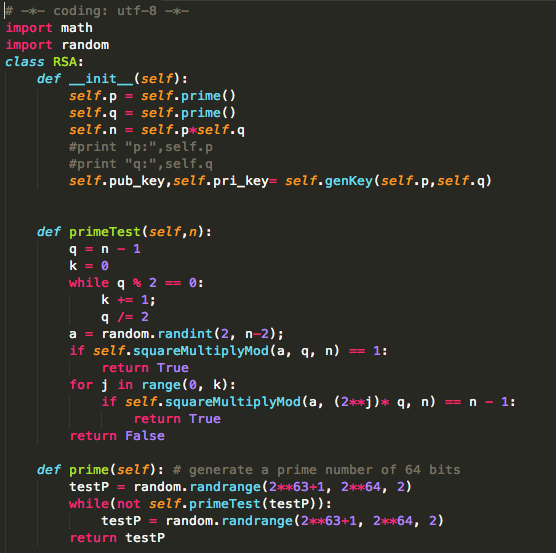 # -*- coding: utf-8 -*-
import math
import random
class RSA:
    def __init__(self):
        self.p = self.prime()
        self.q = self.prime()
        self.n = self.p*self.q
        #print "p:",self.p
        #print "q:",self.q
        self.pub_key,self.pri_key= self.genKey(self.p,self.q)
    def primeTest(self,n):
        q = n - 1
        k = 0
        while q % 2 == 0:
            k += 1;
            q /= 2
        a = random.randint(2, n-2);
        if self.squareMultiplyMod(a, q, n) == 1:
            return True
        for j in range(0, k):
            if self.squareMultiplyMod(a, (2**j)* q, n) == n - 1:
                return True
        return False
    def prime(self): # generate a prime number of 64 bits
        testP = random.randrange(2**63+1, 2**64, 2)
        while(not self.primeTest(testP)):
            testP = random.randrange(2**63+1, 2**64, 2)
        return testP